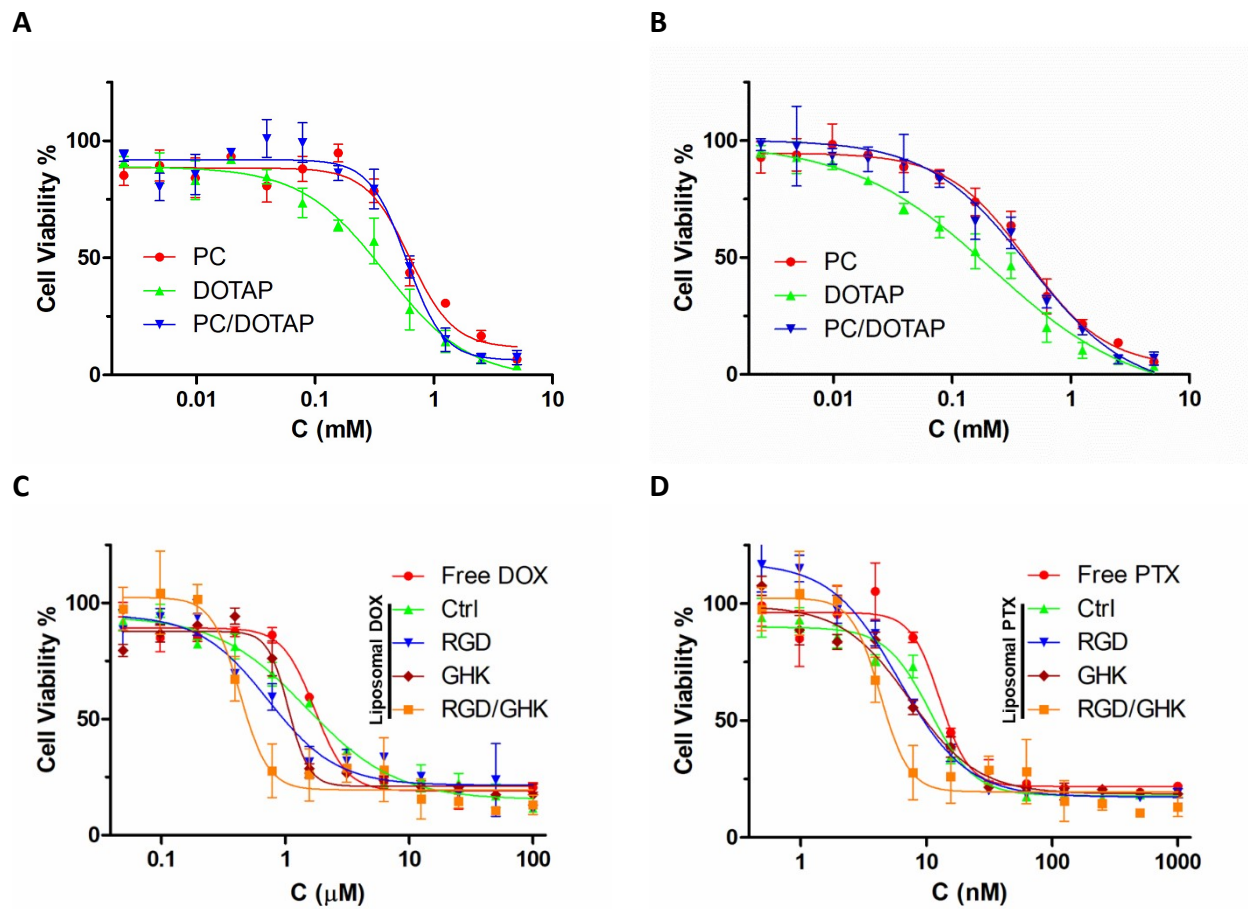 A
Cell Viability %
100
50
0
PC
DOTAP
PC/DOTAP
0.01
0.1
1
10
C (mM)
B
Cell Viability %
100
50
0
PC
DOTAP
PC/DOTAP
0.01
0.1
1
10
C (mM)
C
Cell Viability %
100
50
0
Free DOX
Liposomal DOX
Ctrl
RGD
GHK
RGD/GHK
0.1
1
10
100
C (μM)
D
Cell Viability %
100
50
0
Free PTX
Liposomal PTX
Ctrl
RGD
GHK
RGD/GHK
1
10
100
1000
C (nM)